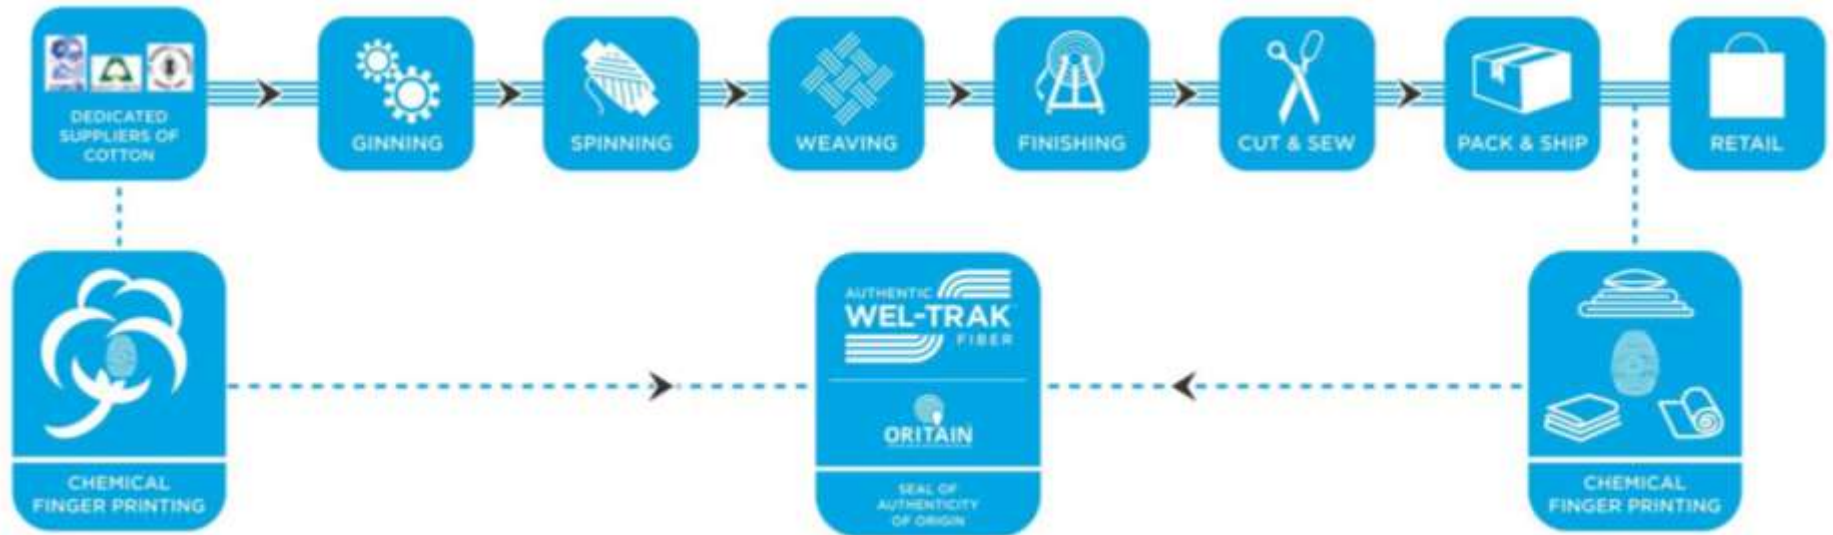 DEDICATED
SUPPLIERS OF
COTTON
GINNING
SPINNING
WEAVING
FINISHING
CUT & SEW
PACK & SHIP
RETAIL
CHEMICAL
FINGER PRINTING
AUTHENTIC
WEL-TRAK
FIBER
ORITAIN
SEAL OF
AUTHENTICITY
OF ORIGIN
CHEMICAL
FINGER PRINTING